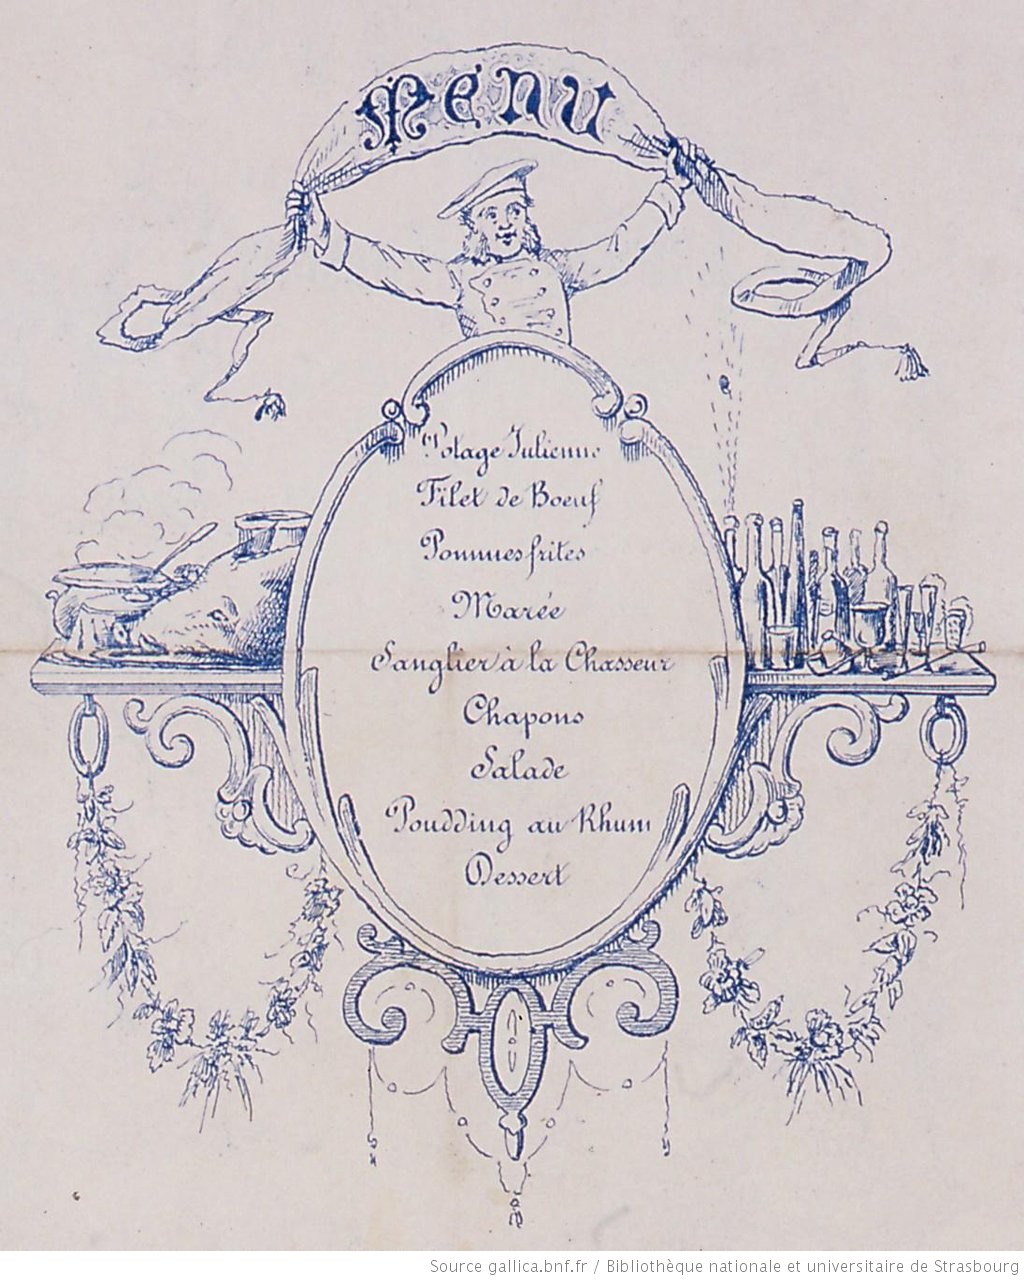 Menu
Potage Julienne
Filet de Boeuf
Pommes frites
Marée
Sanglier à la Chasseur
Chapons
Salade
Poudding au Rhum
Dessert
Source gallica.bnf.fr / Bibliothèque nationale et universitaire de Strasbourg